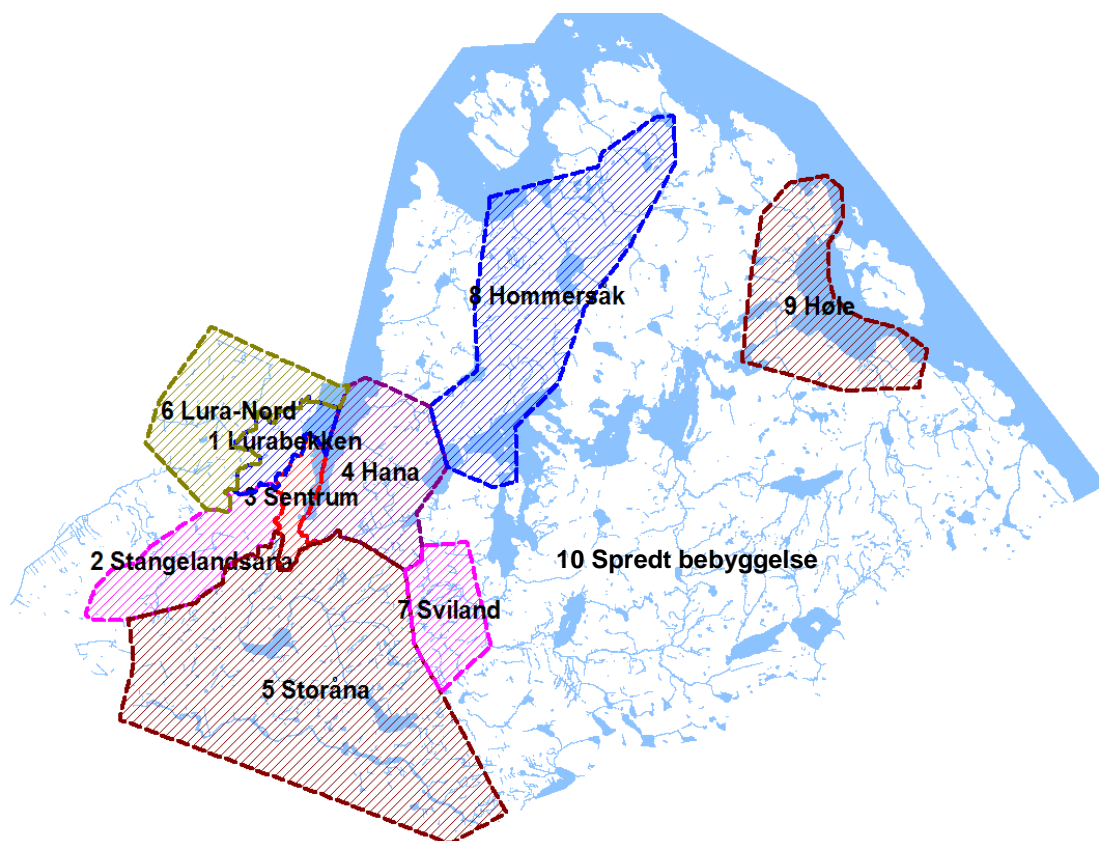 8 Hommersåk
9 Høle
6 Lura-Nord
1 Lurabekken
4 Hana
3 Sentrum
2 Stangelandsåna
10 Spredt bebyggelse
7 Sviland
5 Storåna